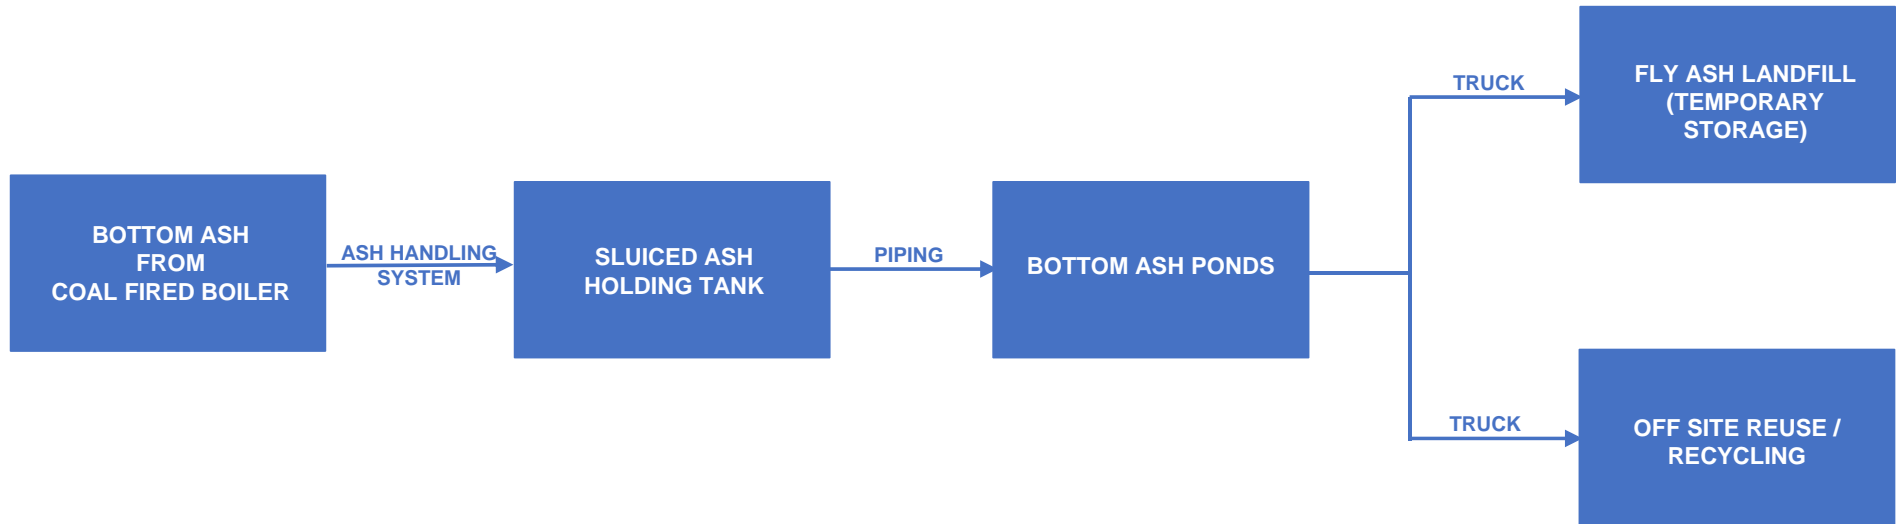 BOTTOM ASH
FROM
COAL FIRED BOILER
ASH HANDLING
SYSTEM
SLUICED ASH
HOLDING TANK
PIPING
BOTTOM ASH PONDS
TRUCK
FLY ASH LANDFILL
(TEMPORARY
STORAGE)
TRUCK
OFF SITE REUSE /
RECYCLING